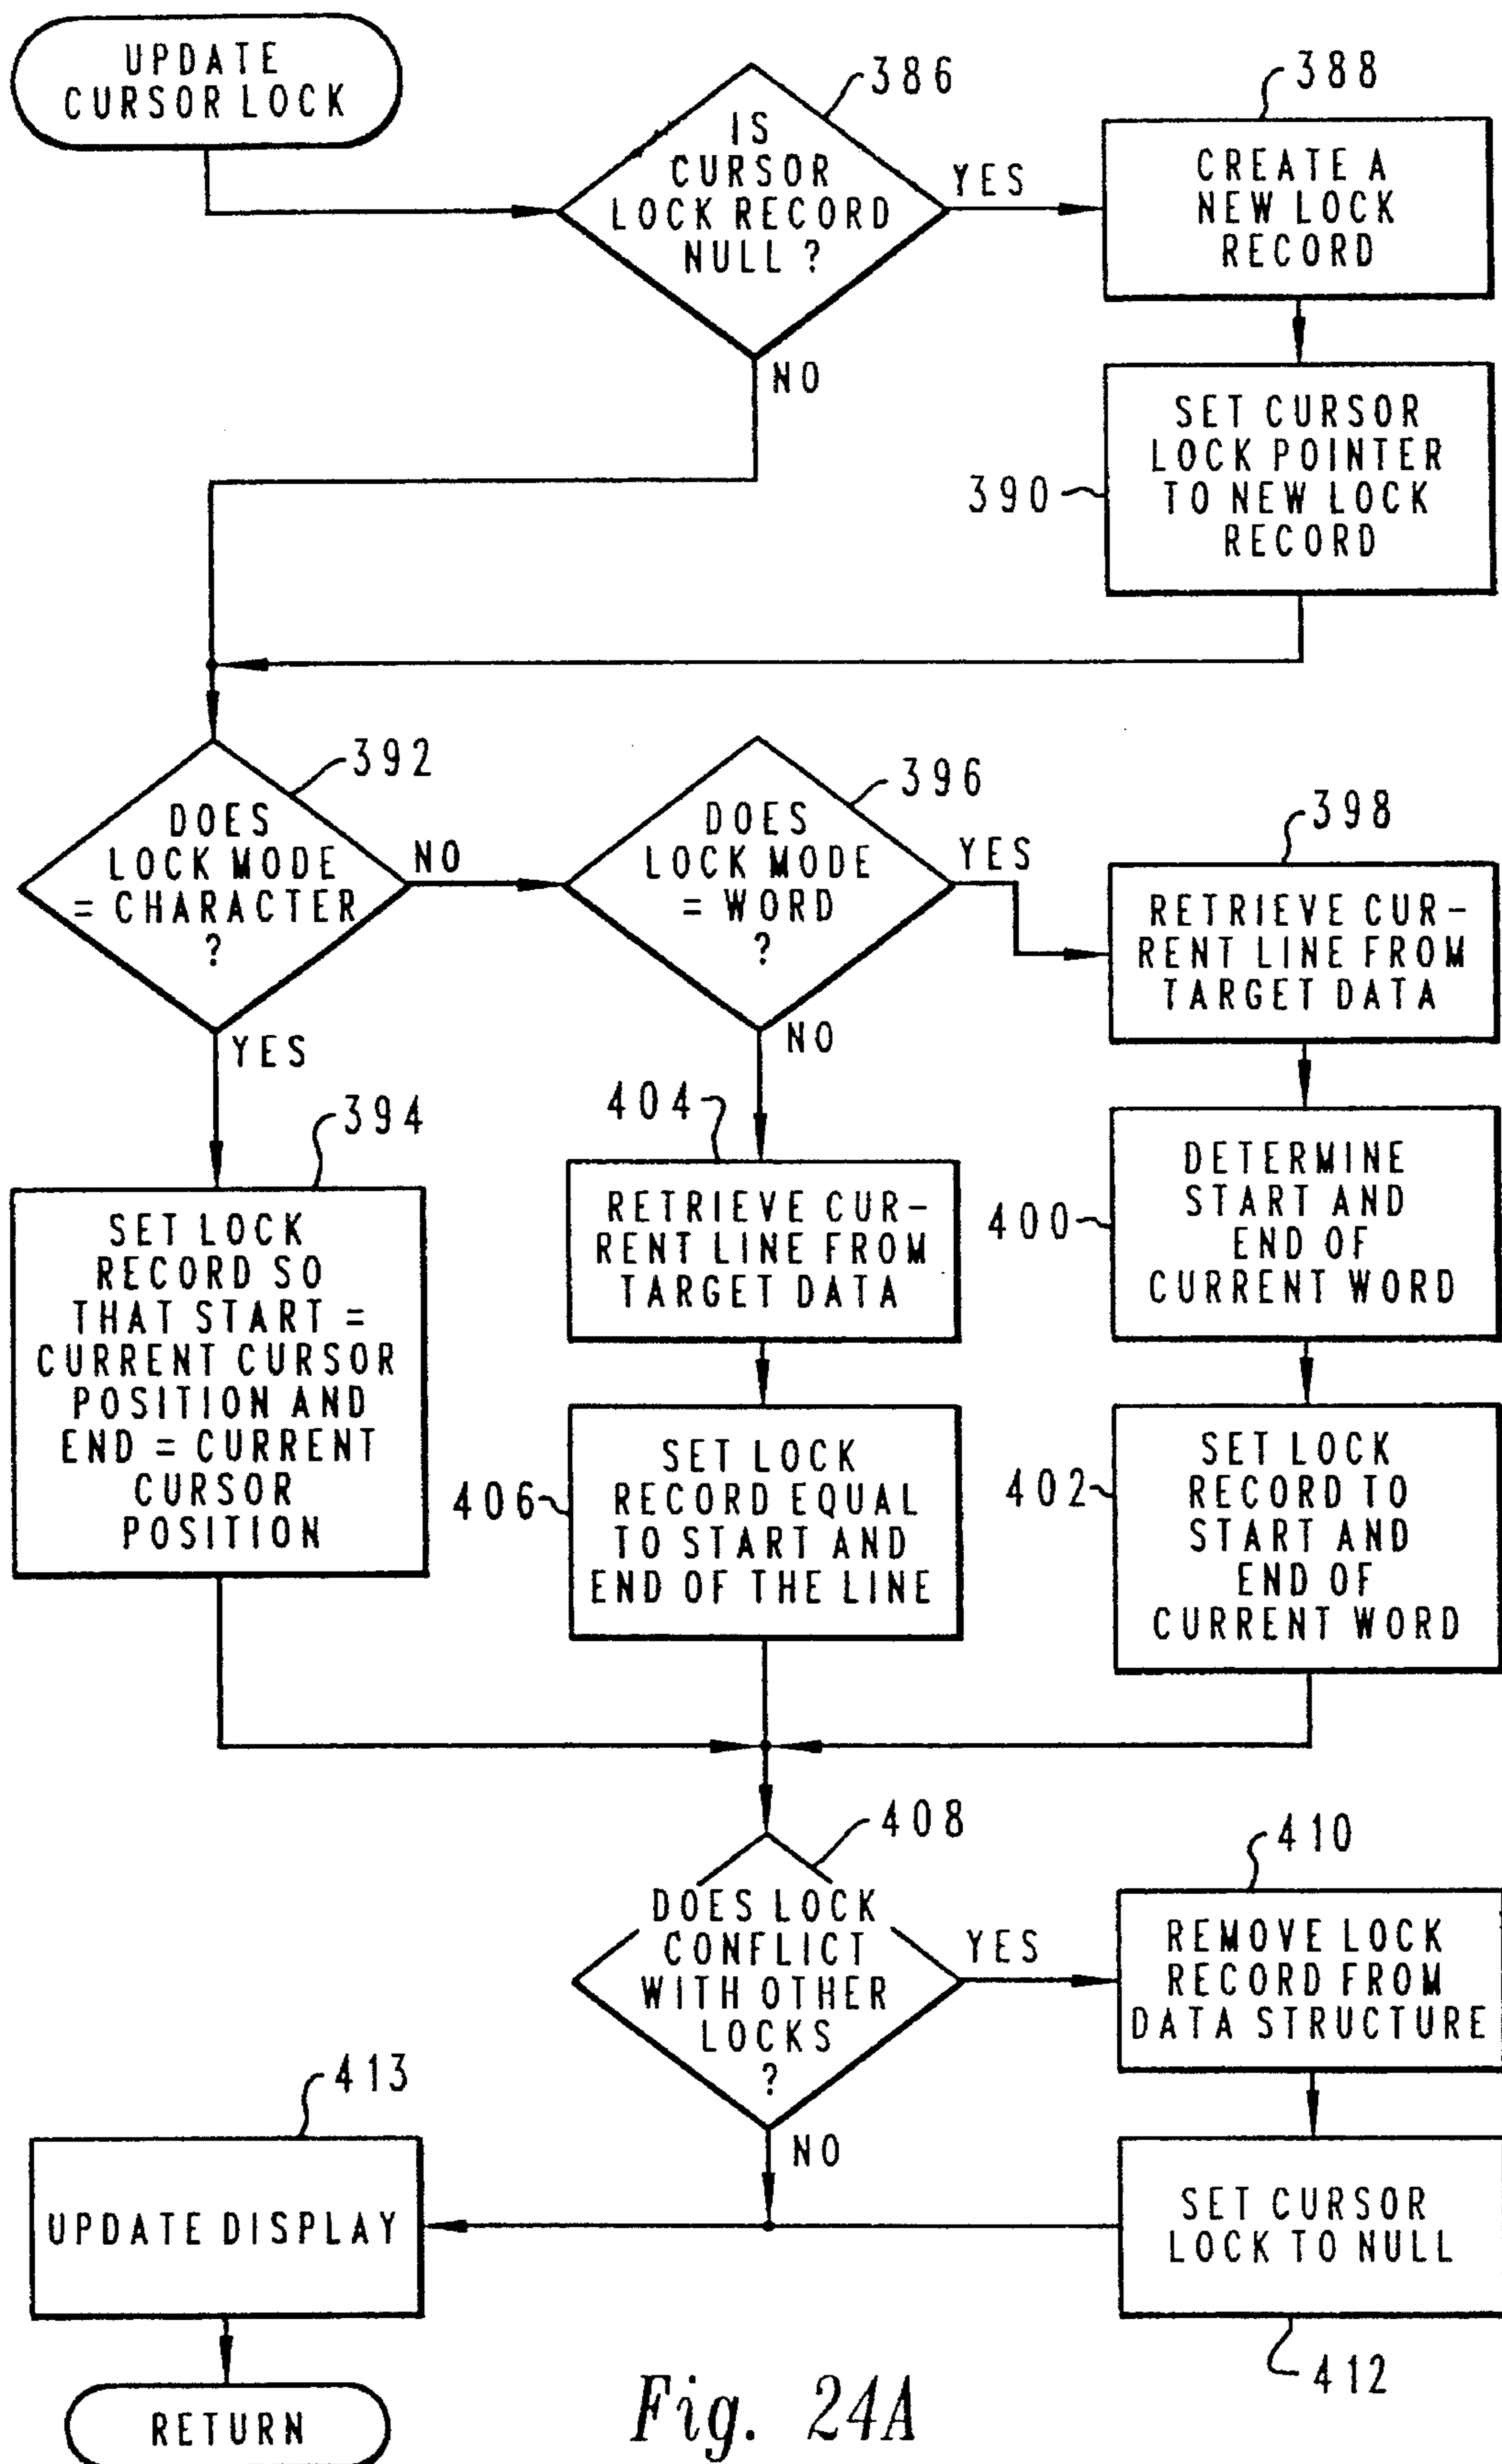 UPDATE
CURSOR LOCK
386
IS
CURSOR
LOCK RECORD
NULL ?
YES
NO
388
CREATE A
NEW LOCK
RECORD
390
SET CURSOR
LOCK POINTER
TO NEW LOCK
RECORD
392
DOES
LOCK MODE
= CHARACTER
?
NO
YES
396
DOES
LOCK MODE
= WORD
?
YES
NO
398
RETRIEVE CUR-
RENT LINE FROM
TARGET DATA
394
SET LOCK
RECORD SO
THAT START =
CURRENT CURSOR
POSITION AND
END = CURRENT
CURSOR
POSITION
404
RETRIEVE CUR-
RENT LINE FROM
TARGET DATA
400
DETERMINE
START AND
END OF
CURRENT WORD
406
SET LOCK
RECORD EQUAL
TO START AND
END OF THE LINE
402
SET LOCK
RECORD TO
START AND
END OF
CURRENT WORD
408
DOES LOCK
CONFLICT
WITH OTHER
LOCKS
?
YES
NO
410
REMOVE LOCK
RECORD FROM
DATA STRUCTURE
413
UPDATE DISPLAY
SET CURSOR
LOCK TO NULL
412
RETURN
Fig. 24A